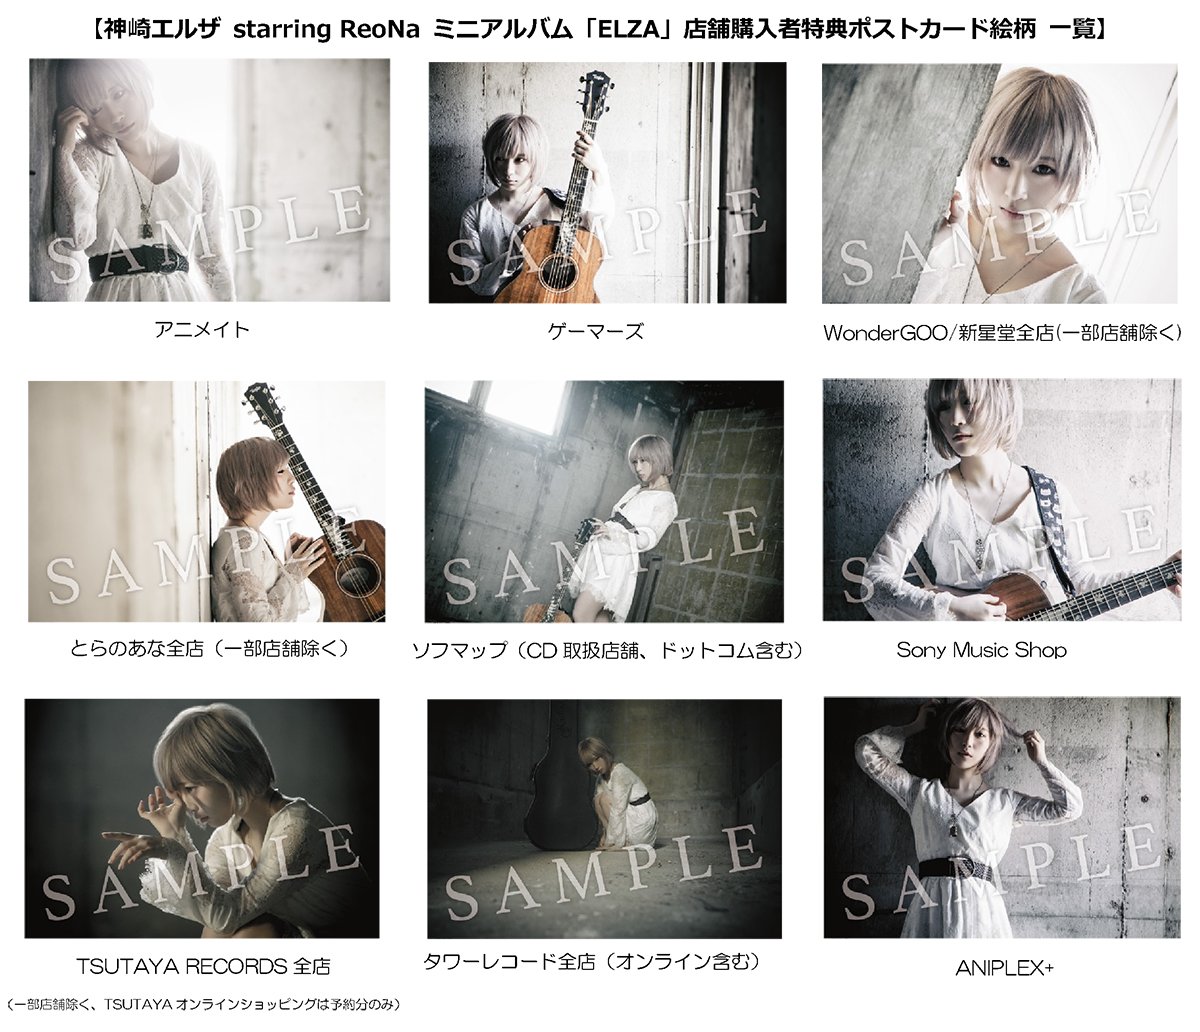 【神崎エルザ starring ReoNa ミニアルバム「ELZA」店舗購入者特典ポストカード絵柄 一覧】
SAMPLE
SAMPLE
SAMPLE
アニメイト
ゲーマーズ
WonderGOO/新星堂全店(一部店舗除く)
SAMPLE
SAMPLE
SAMPLE
とらのあな全店（一部店舗除く）
ソフマップ（CD 取扱店舗、ドットコム含む）
Sony Music Shop
SAMPLE
SAMPLE
SAMPLE
TSUTAYA RECORDS 全店
タワーレコード全店（オンライン含む）
ANIPLEX+
（一部店舗除く、TSUTAYA オンラインショッピングは予約分のみ）